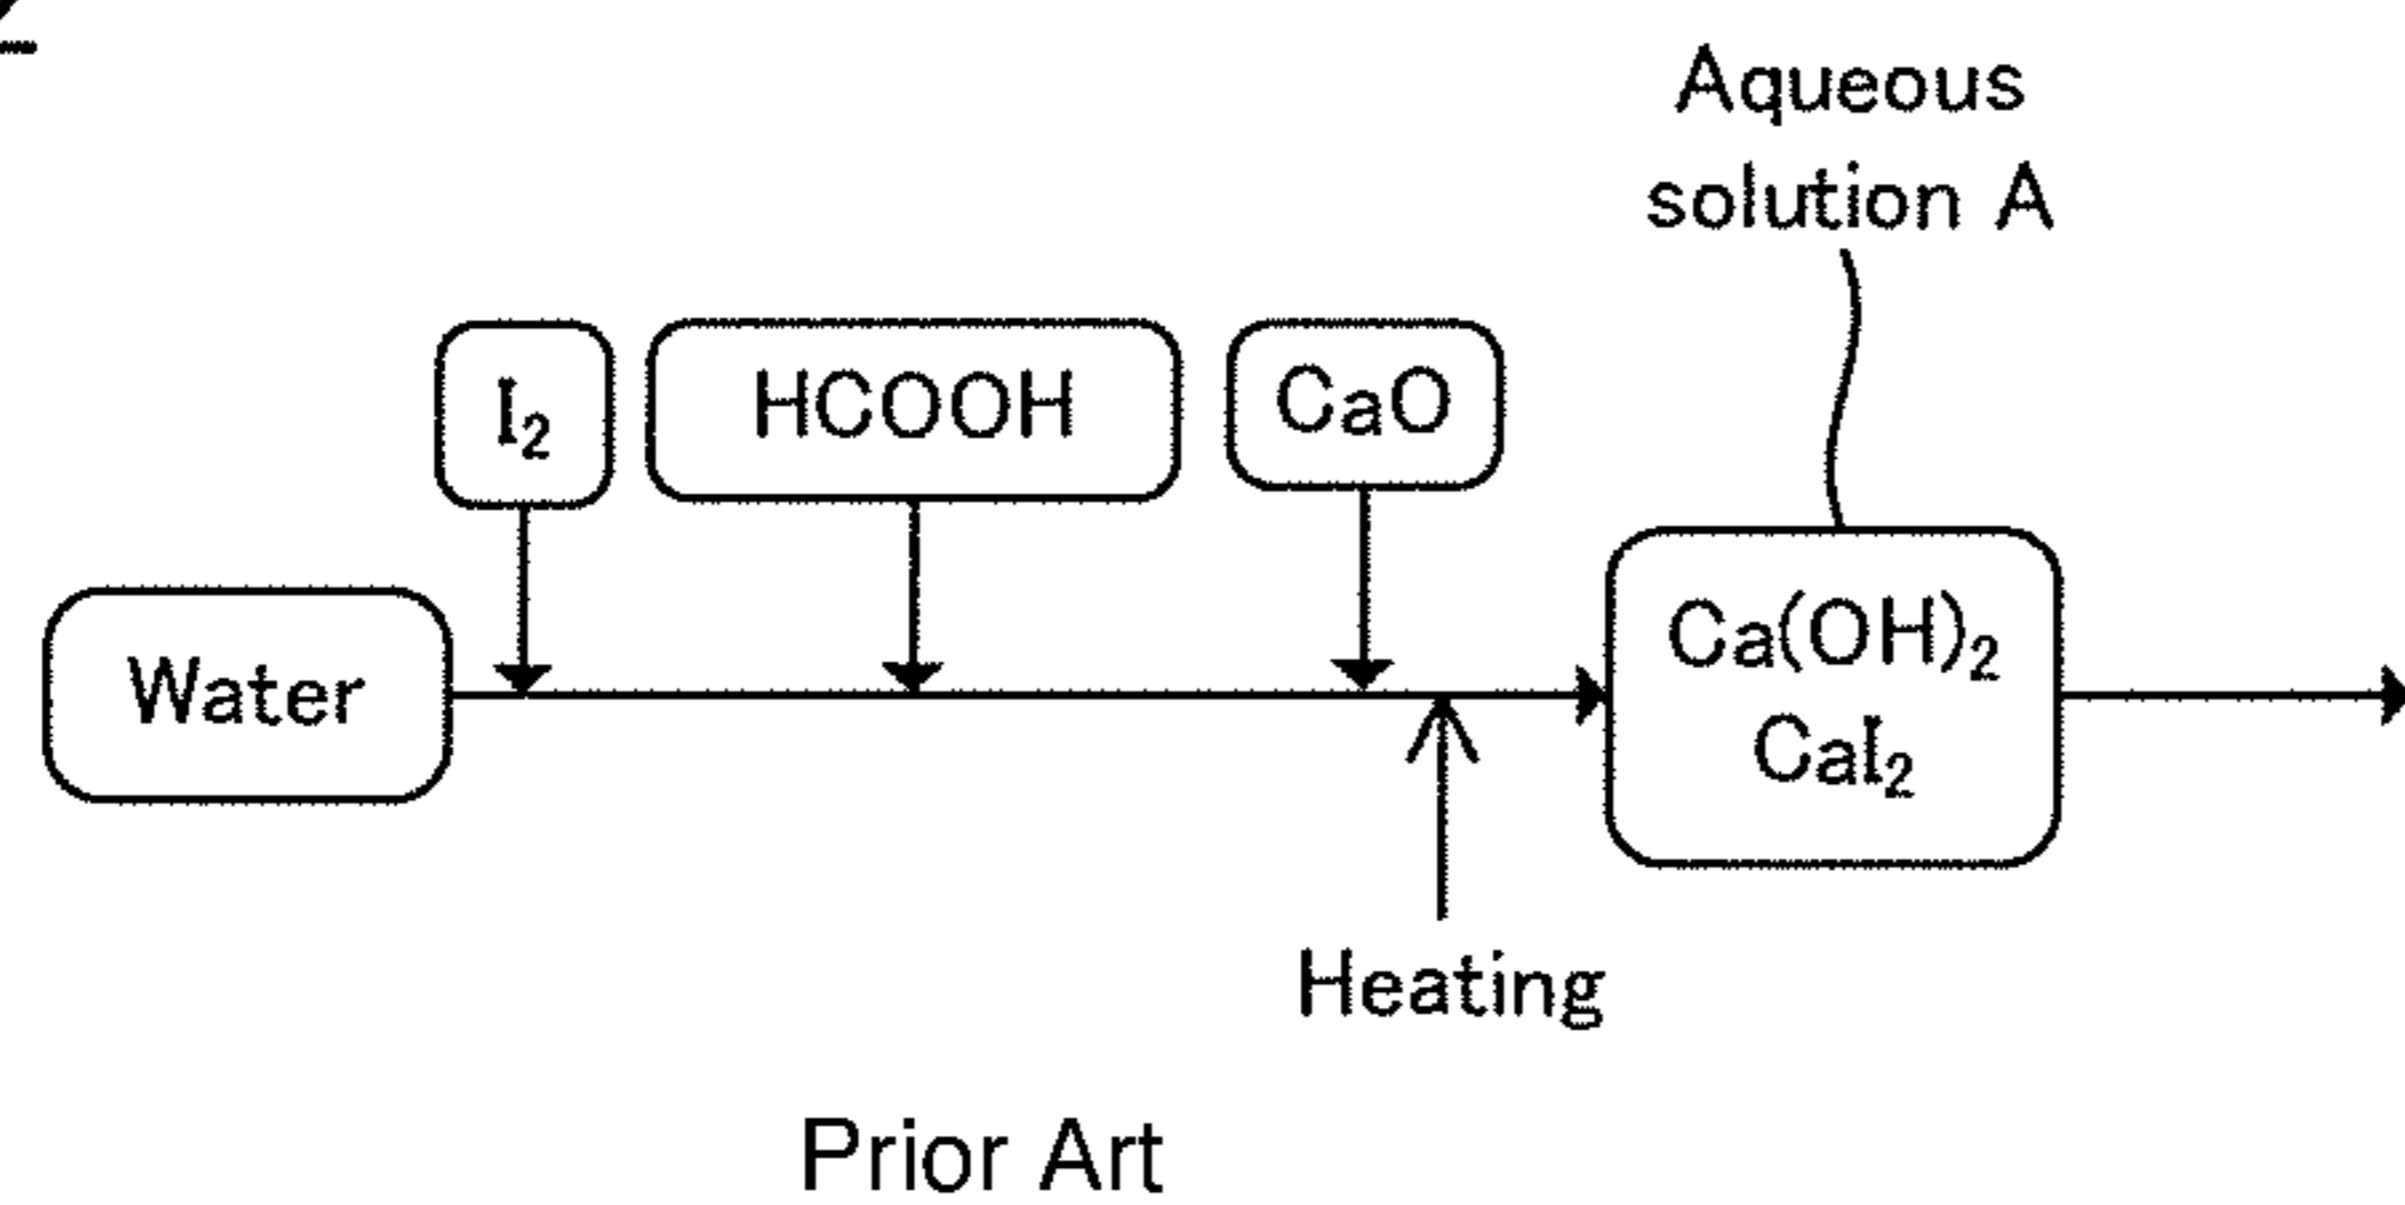 Aqueous
solution A
I₂
HCOOH
CaO
Water
Ca(OH)₂
CaI₂
Heating
Prior Art